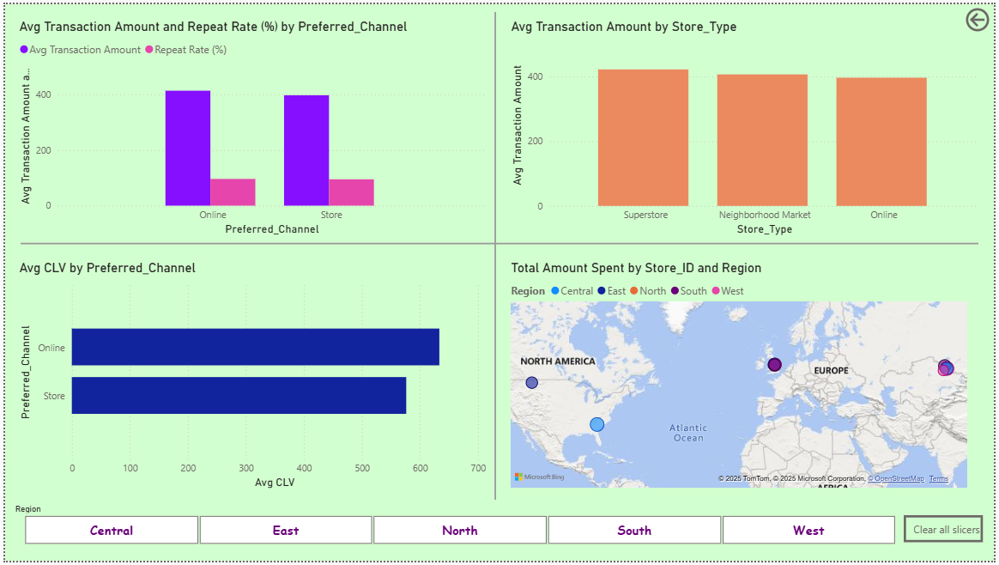 Avg Transaction Amount and Repeat Rate (%) by Preferred_Channel
Avg Transaction Amount Repeat Rate (%)
Avg Transaction Amount a...
400
200
0
Online Store
Preferred_Channel
Avg Transaction Amount by Store_Type
Avg Transaction Amount
400
200
0
Superstore Neighborhood Market Online
Store_Type
Avg CLV by Preferred_Channel
Preferred_Channel
Online
Store
0 100 200 300 400 500 600 700
Avg CLV
Total Amount Spent by Store_ID and Region
Region Central East North South West
NORTH AMERICA
EUROPE
Atlantic
Ocean
Microsoft Bing
© 2025 TomTom, © 2025 Microsoft Corporation, © OpenStreetMap Terms
AFRICA
Region
Central East North South West
Clear all slicers